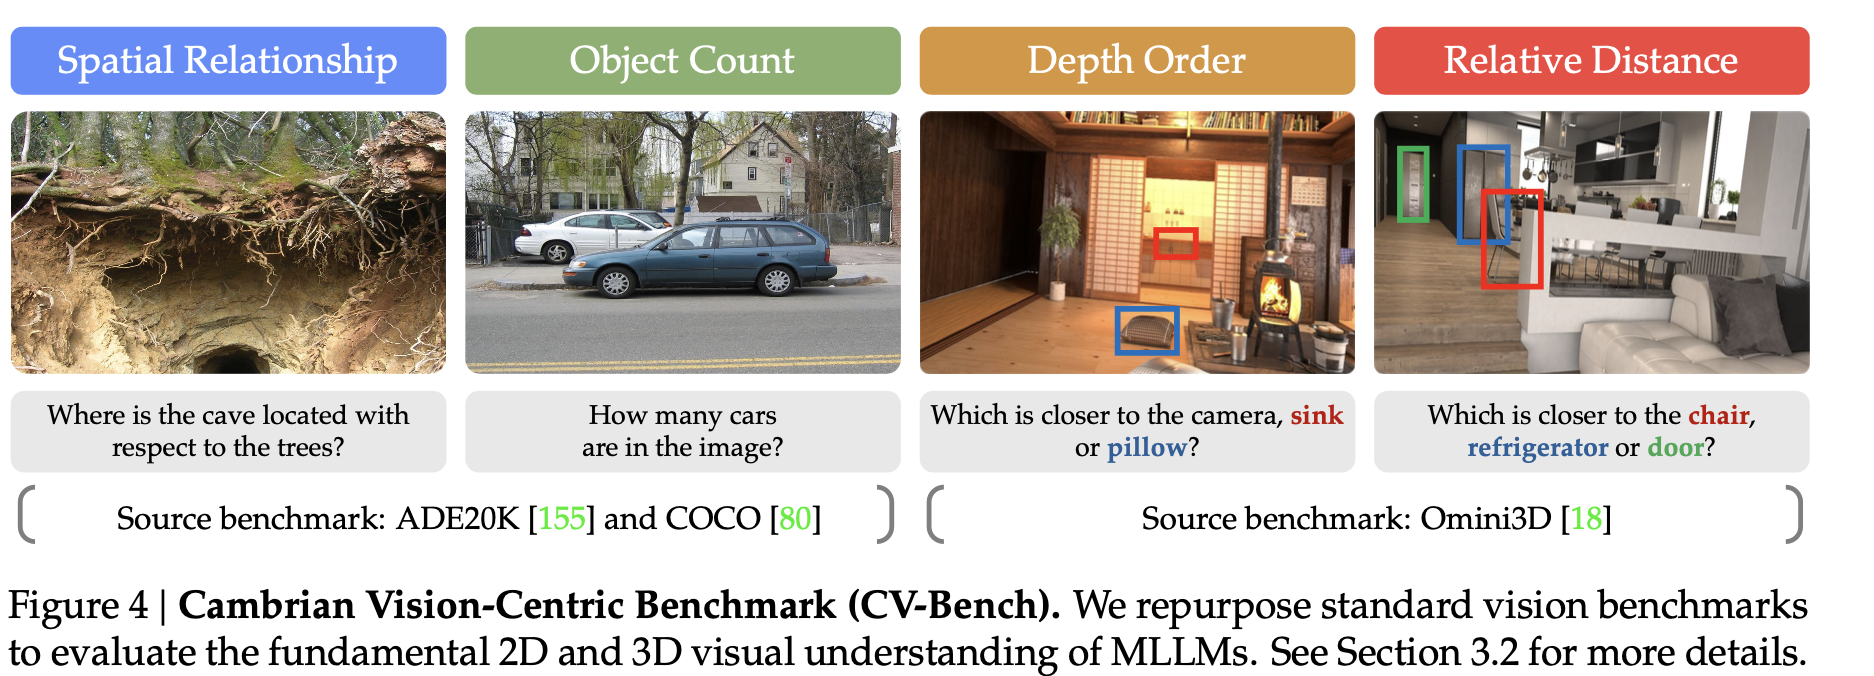 Spatial Relationship
Object Count
Depth Order
Relative Distance
Where is the cave located with
respect to the trees?
How many cars
are in the image?
Which is closer to the camera, sink
or pillow?
Which is closer to the chair,
refrigerator or door?
Source benchmark: ADE20K [155] and COCO [80]
Source benchmark: Omini3D [18]
Figure 4 | Cambrian Vision-Centric Benchmark (CV-Bench). We repurpose standard vision benchmarks
to evaluate the fundamental 2D and 3D visual understanding of MLLMs. See Section 3.2 for more details.